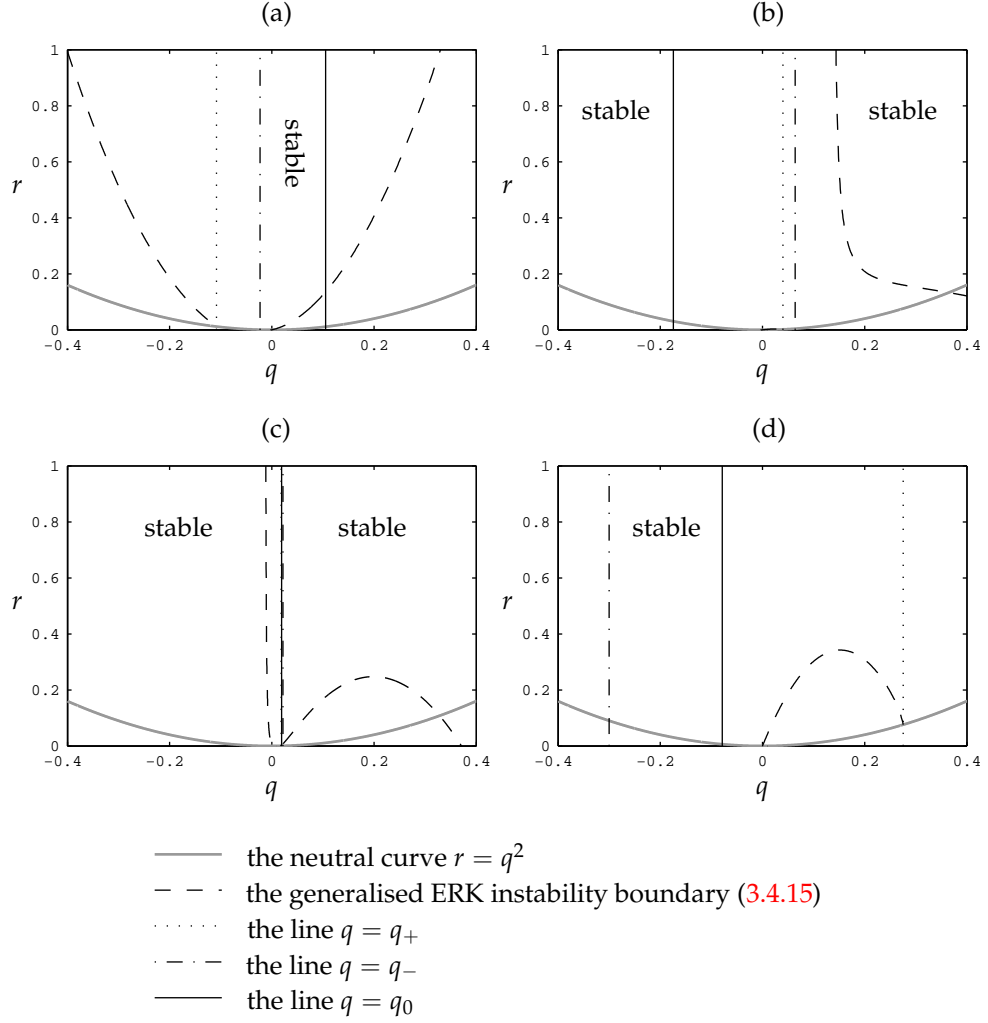 (a)
(b)
1
0.8
0.6
0.4
0.2
0
r
stable
-0.4
-0.2
0
0.2
0.4
q
1
0.8
0.6
0.4
0.2
0
r
stable
stable
-0.4
-0.2
0
0.2
0.4
q
(c)
(d)
1
0.8
0.6
0.4
0.2
0
r
stable
stable
-0.4
-0.2
0
0.2
0.4
q
1
0.8
0.6
0.4
0.2
0
r
stable
-0.4
-0.2
0
0.2
0.4
q
the neutral curve r = q²
the generalised ERK instability boundary (3.4.15)
the line q = q₊
the line q = q₋
the line q = q₀